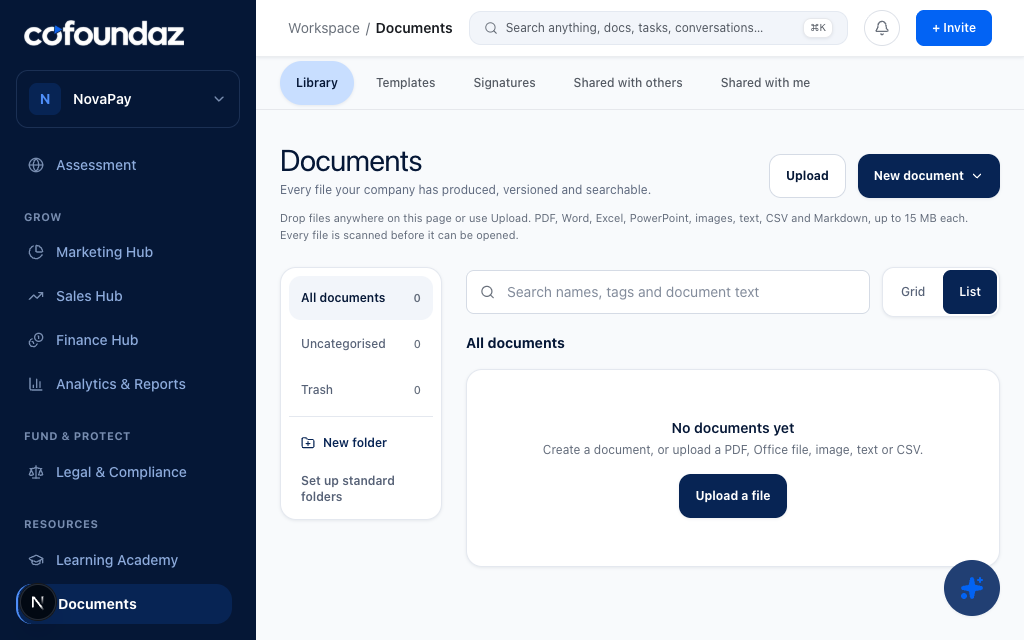 cofoundaz
N NovaPay
Assessment
GROW
Marketing Hub
Sales Hub
Finance Hub
Analytics & Reports
FUND & PROTECT
Legal & Compliance
RESOURCES
Learning Academy
N Documents
Workspace / Documents
Search anything, docs, tasks, conversations... ⌘K
+ Invite
Library Templates Signatures Shared with others Shared with me
Documents
Every file your company has produced, versioned and searchable.
Upload
New document
Drop files anywhere on this page or use Upload. PDF, Word, Excel, PowerPoint, images, text, CSV and Markdown, up to 15 MB each.
Every file is scanned before it can be opened.
All documents 0
Uncategorised 0
Trash 0
New folder
Set up standard
folders
Search names, tags and document text
Grid List
All documents
No documents yet
Create a document, or upload a PDF, Office file, image, text or CSV.
Upload a file